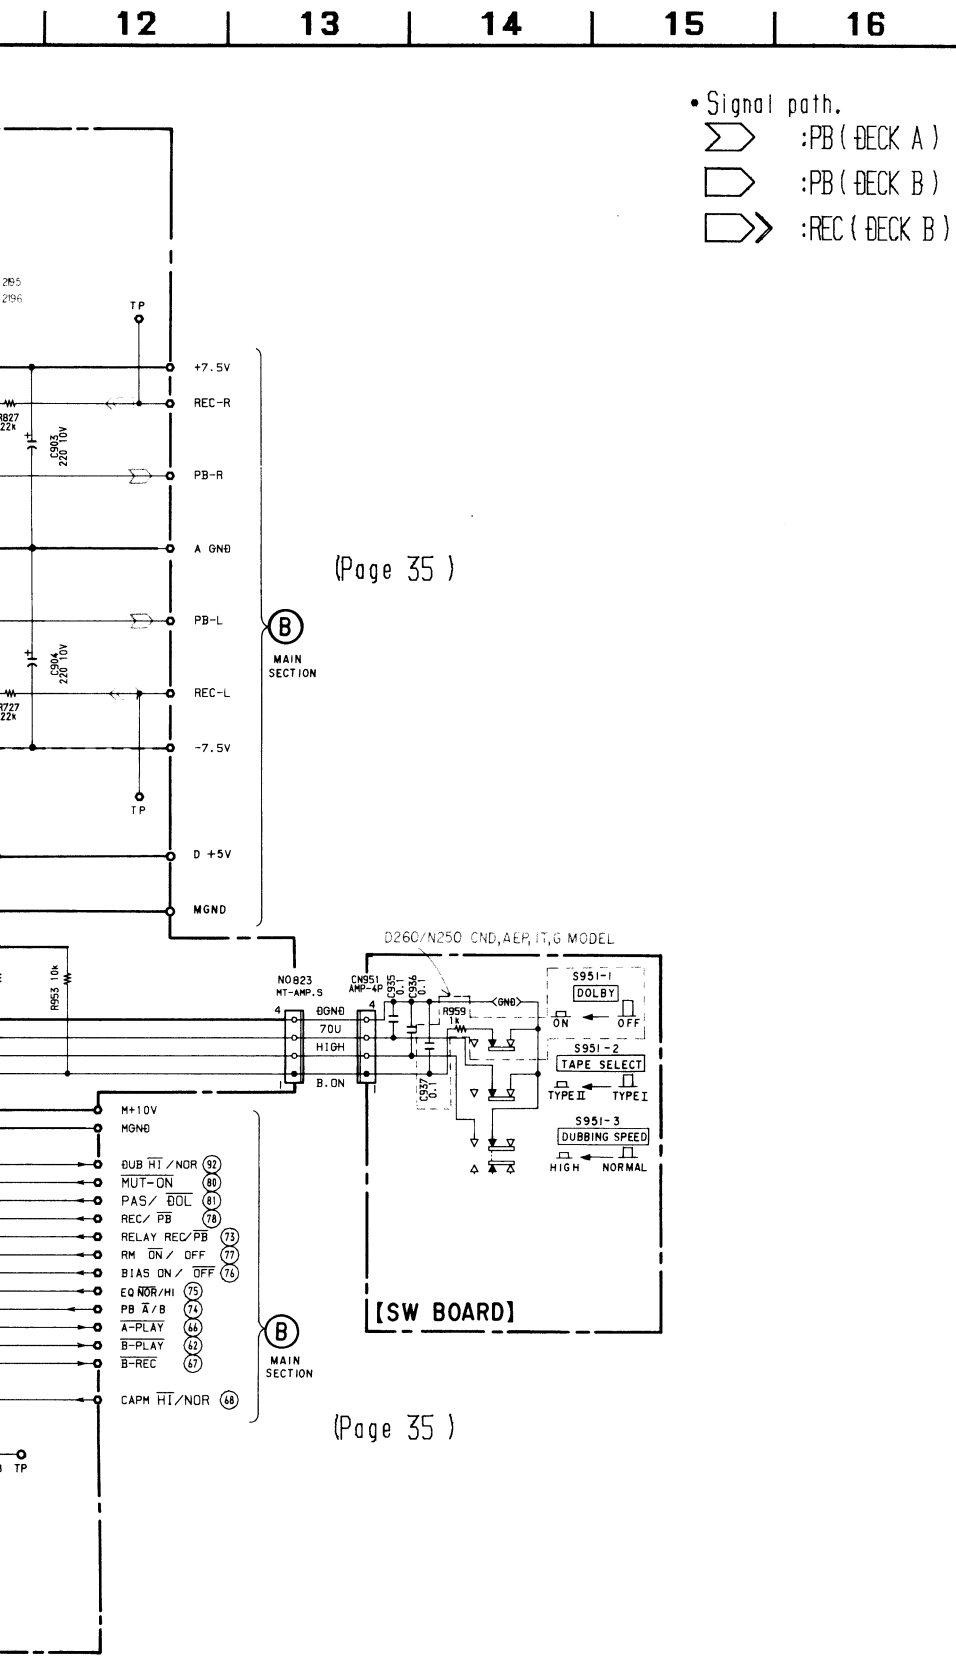 12 13 14 15 16
•Signal path.
:PB(DECK A)
:PB(DECK B)
:REC(DECK B)
2195
2196
TP
+7.5V
REC-R
R827
22k
C903
220 10V
PB-R
A GND
(Page 35)
PB-L
B
MAIN
SECTION
C904
220 10V
REC-L
R727
22k
-7.5V
TP
D +5V
MGND
D260/N250 CND,AEP,IT,G MODEL
R953 10k
NO823
MT-AMP.S
CN951
AMP-4P
C935
0.1
C936
0.1
S951-1
DOLBY
ON OFF
4 DGND 4
<GND>
R959
1k
70U
HIGH
1 B.ON 1
C937
0.1
S951-2
TAPE SELECT
TYPE II TYPE I
S951-3
DUBBING SPEED
HIGH NORMAL
M+10V
MGND
DUB HI/NOR 92
MUT-ON 80
PAS/ DOL 81
REC/ PB 78
RELAY REC/PB 73
RM ON/ OFF 77
BIAS ON/ OFF 76
EQ NOR/HI 75
PB A/B 74
A-PLAY 66
B-PLAY 62
B-REC 67
CAPM HI/NOR 68
B
MAIN
SECTION
[SW BOARD]
(Page 35)
TP